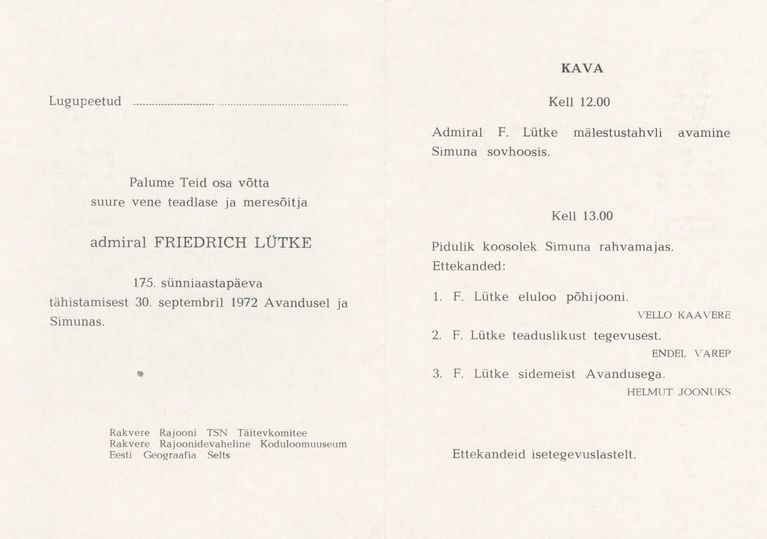 Lugupeetud
Palume Teid osa võtta
suure vene teadlase ja meresõitja
admiral FRIEDRICH LÜTKE
175. sünniaastapäeva
tähistamisest 30. septembril 1972 Avandusel ja
Simunas.
Rakvere Rajooni TSN Täitevkomitee
Rakvere Rajoonidevaheline Koduloomuuseum
Eesti Geograafia Selts
KAVA
Kell 12.00
Admiral F. Lütke mälestustahvli avamine
Simuna sovhoosis.
Kell 13.00
Pidulik koosolek Simuna rahvamajas.
Ettekanded:
1. F. Lütke eluloo põhijooni.
VELLO KAAVERE
2. F. Lütke teaduslikust tegevusest.
ENDEL VAREP
3. F. Lütke sidemeist Avandusega.
HELMUT JOONUKS
Ettekandeid isetegevuslastelt.